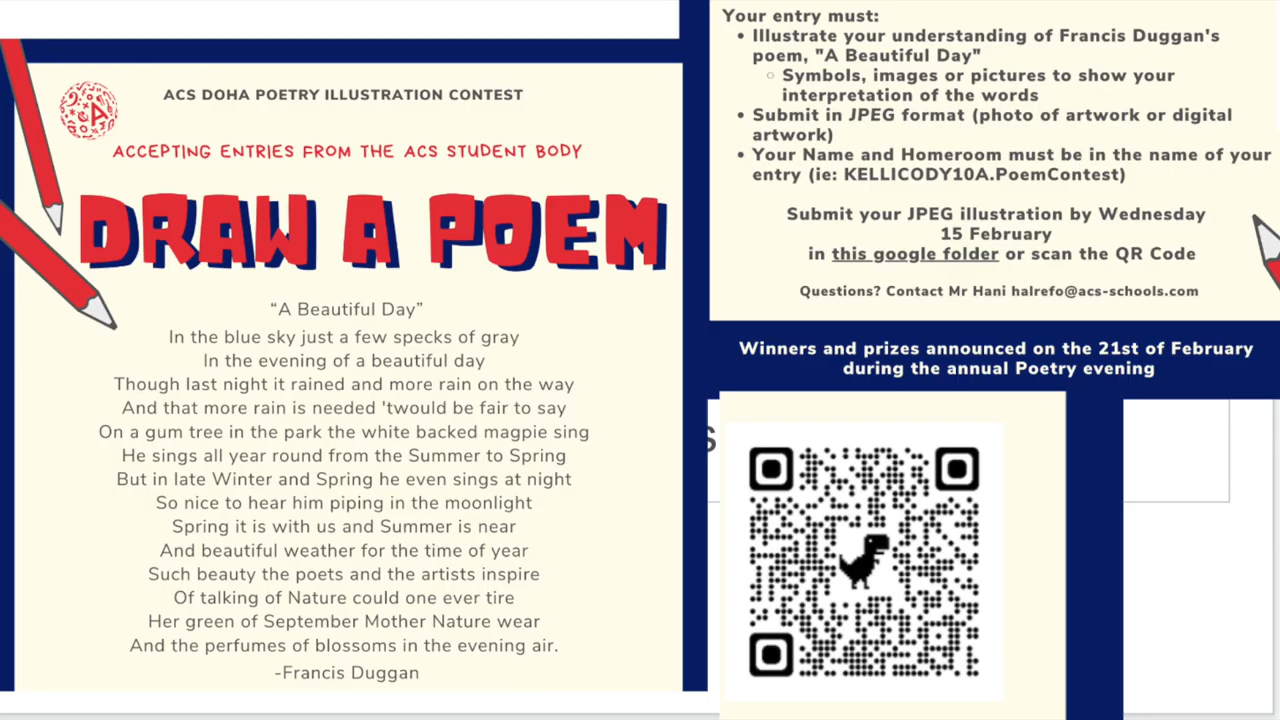 ACS DOHA POETRY ILLUSTRATION CONTEST
ACCEPTING ENTRIES FROM THE ACS STUDENT BODY
DRAW A POEM
“A Beautiful Day”
In the blue sky just a few specks of gray
In the evening of a beautiful day
Though last night it rained and more rain on the way
And that more rain is needed 'twould be fair to say
On a gum tree in the park the white backed magpie sing
He sings all year round from the Summer to Spring
But in late Winter and Spring he even sings at night
So nice to hear him piping in the moonlight
Spring it is with us and Summer is near
And beautiful weather for the time of year
Such beauty the poets and the artists inspire
Of talking of Nature could one ever tire
Her green of September Mother Nature wear
And the perfumes of blossoms in the evening air.
-Francis Duggan
Your entry must:
• Illustrate your understanding of Francis Duggan's
poem, "A Beautiful Day"
○ Symbols, images or pictures to show your
interpretation of the words
• Submit in JPEG format (photo of artwork or digital
artwork)
• Your Name and Homeroom must be in the name of your
entry (ie: KELLICODY10A.PoemContest)
Submit your JPEG illustration by Wednesday
15 February
in this google folder or scan the QR Code
Questions? Contact Mr Hani halrefo@acs-schools.com
Winners and prizes announced on the 21st of February
during the annual Poetry evening